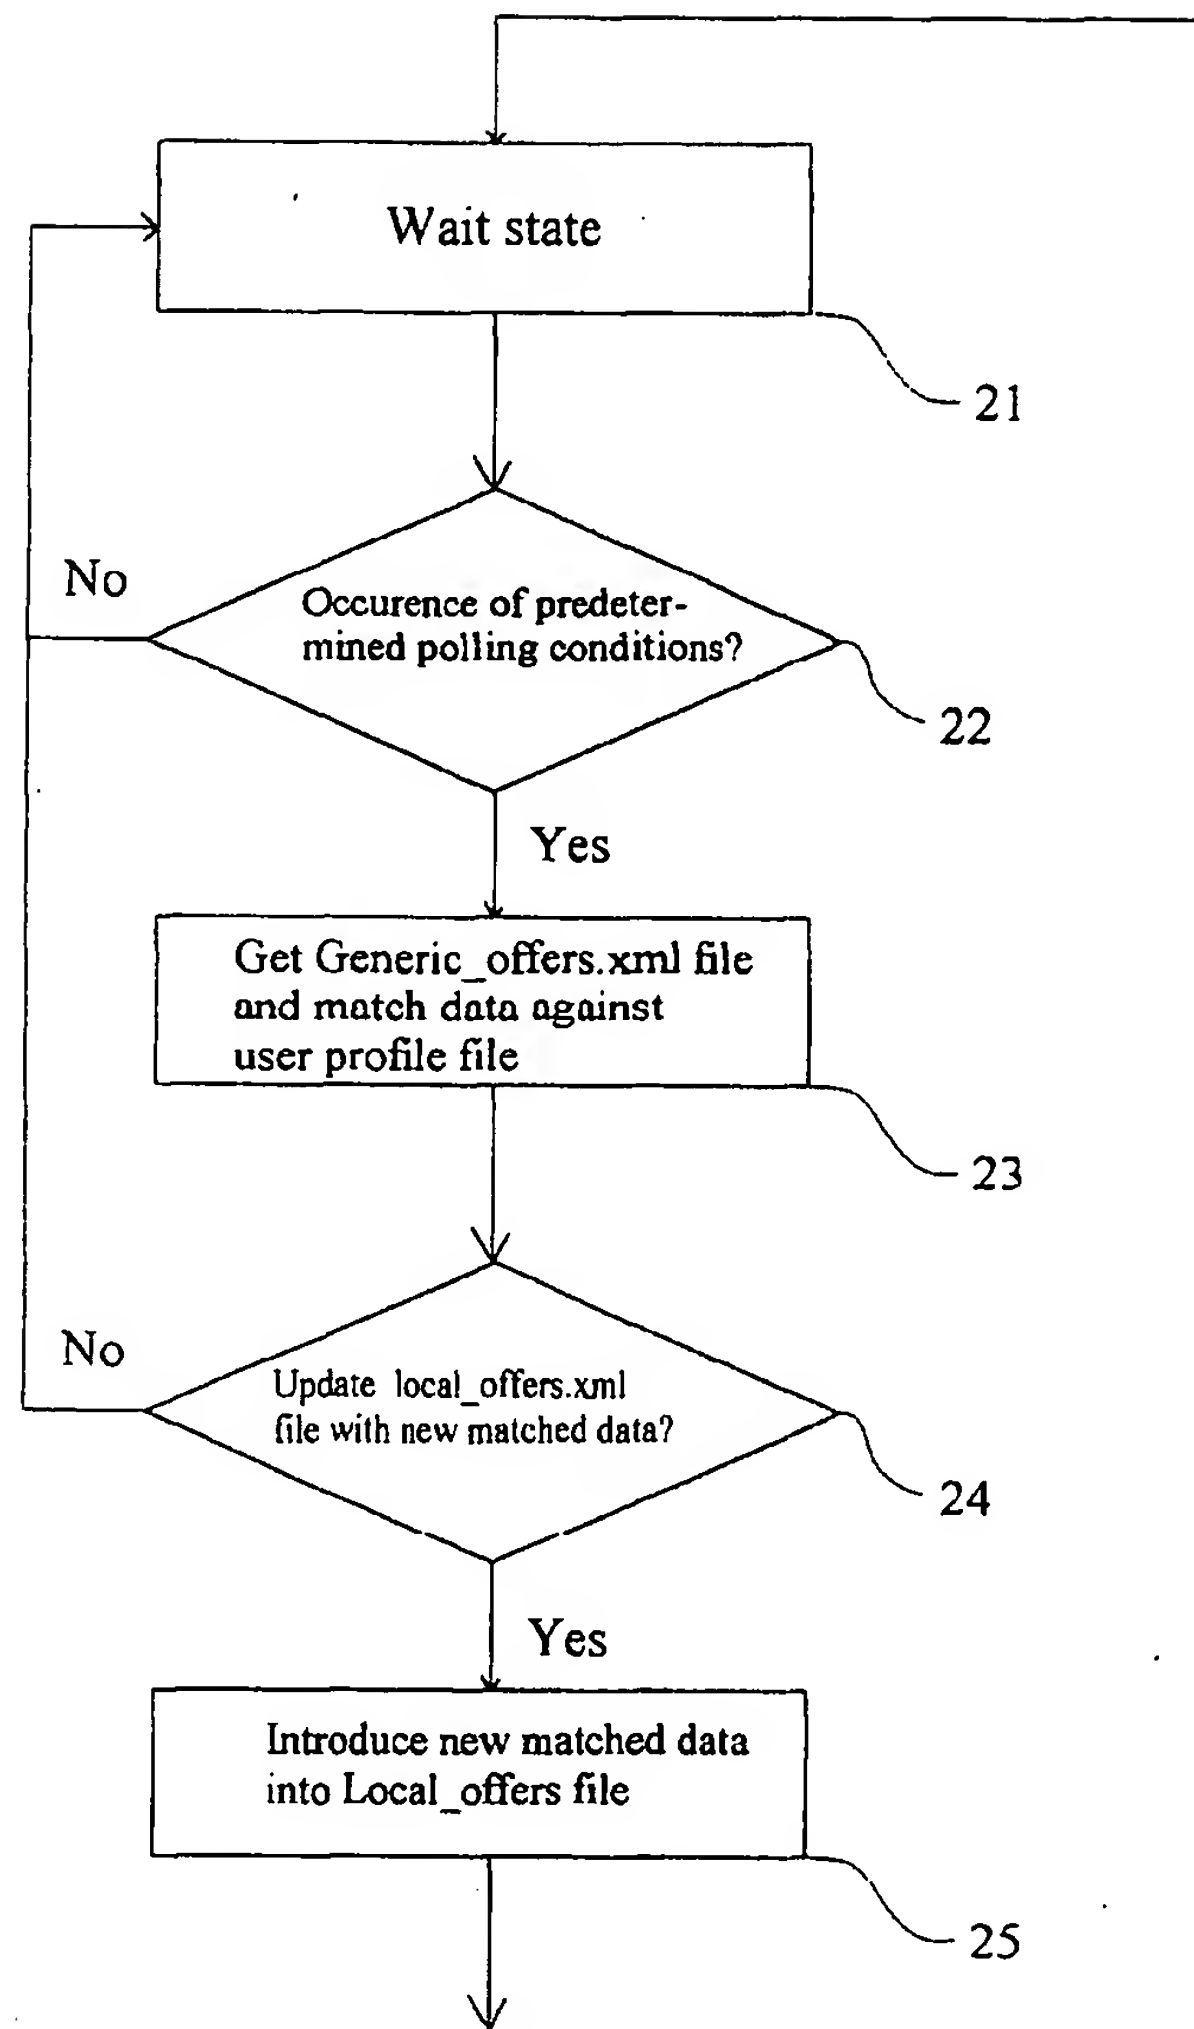 Wait state
21
No
Occurence of predeter-
mined polling conditions?
22
Yes
Get Generic_offers.xml file
and match data against
user profile file
23
No
Update local_offers.xml
file with new matched data?
24
Yes
Introduce new matched data
into Local_offers file
25